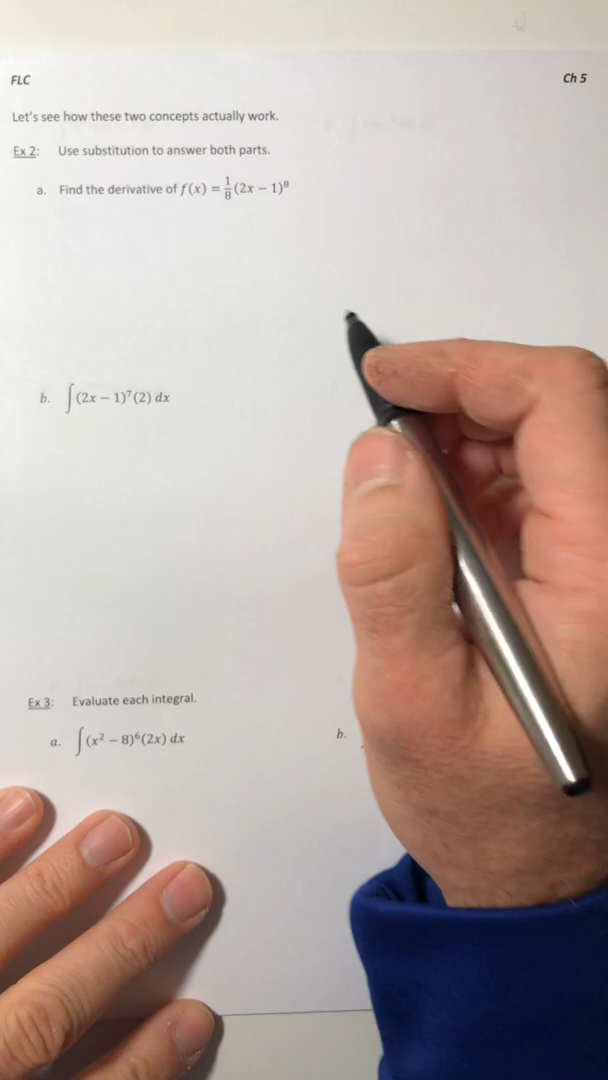 FLC Ch 5
Let's see how these two concepts actually work.
Ex 2: Use substitution to answer both parts.
a. Find the derivative of f(x) = 1/8 (2x − 1)⁸
b. ∫(2x − 1)⁷(2) dx
Ex 3: Evaluate each integral.
a. ∫(x² − 8)⁶(2x) dx b.